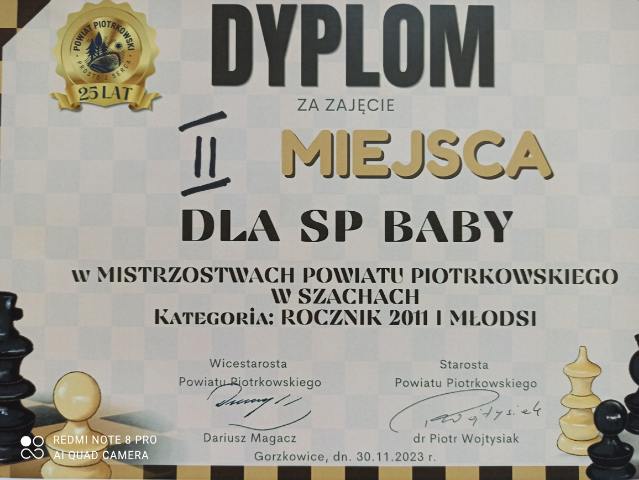 POWIAT PIOTRKOWSKI
PROSTO Z SERCA
25 LAT
DYPLOM
ZA ZAJĘCIE
II MIEJSCA
DLA SP BABY
w MISTRZOSTWACH POWIATU PIOTRKOWSKIEGO
W SZACHACH
Kategoria: ROCZNIK 2011 I MŁODSI
Wicestarosta
Powiatu Piotrkowskiego
Dariusz Magacz
Starosta
Powiatu Piotrkowskiego
dr Piotr Wojtysiak
Gorzkowice, dn. 30.11.2023 r.
REDMI NOTE 8 PRO
AI QUAD CAMERA